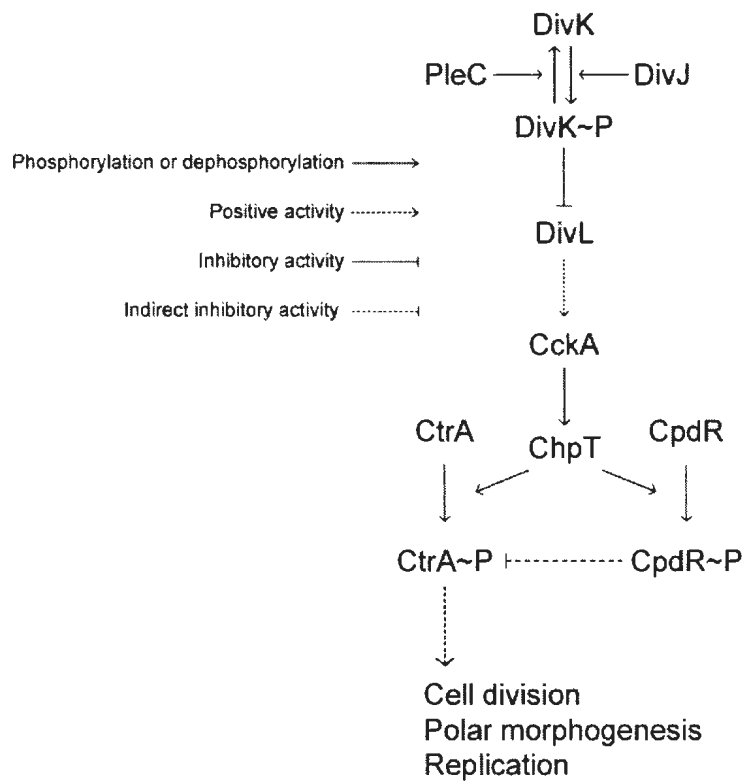 DivK
PleC
DivJ
DivK~P
Phosphorylation or dephosphorylation
Positive activity
DivL
Inhibitory activity
Indirect inhibitory activity
CckA
CtrA
ChpT
CpdR
CtrA~P
CpdR~P
Cell division
Polar morphogenesis
Replication